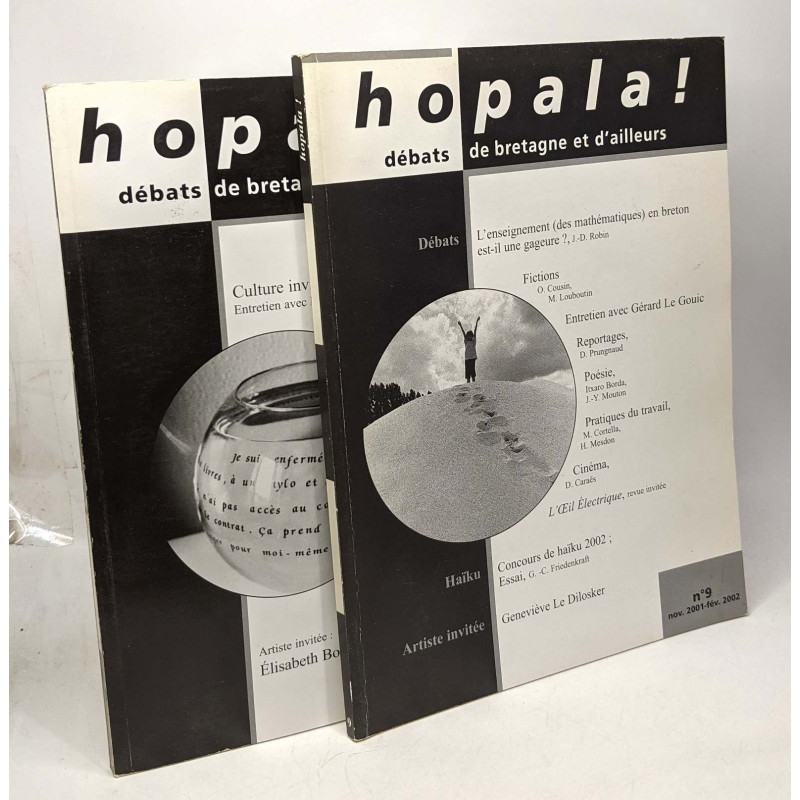 hopala!
débats de bretagne et d'ailleurs
Débats
L'enseignement (des mathématiques) en breton
est-il une gageure ?, J.-D. Robin
Fictions
O. Cousin,
M. Louboutin
Entretien avec Gérard Le Gouic
Reportages,
D. Prungnaud
Poésie,
Itxaro Borda,
J.-Y. Mouton
Pratiques du travail,
M. Cortella,
H. Mesdon
Cinéma,
D. Caraës
L'Œil Électrique, revue invitée
Haïku
Concours de haïku 2002 ;
Essai, G. -C. Friedenkraft
Artiste invitée
Geneviève Le Dilosker
n°9
nov. 2001-fév. 2002
hopala !
hop
débats de breta
Culture inv
Entretien avec
Je suis enfermé
livres, à un stylo et
n'ai pas accès au
le contrat. Ça prend
pour moi-même
Artiste invitée :
Élisabeth Bo